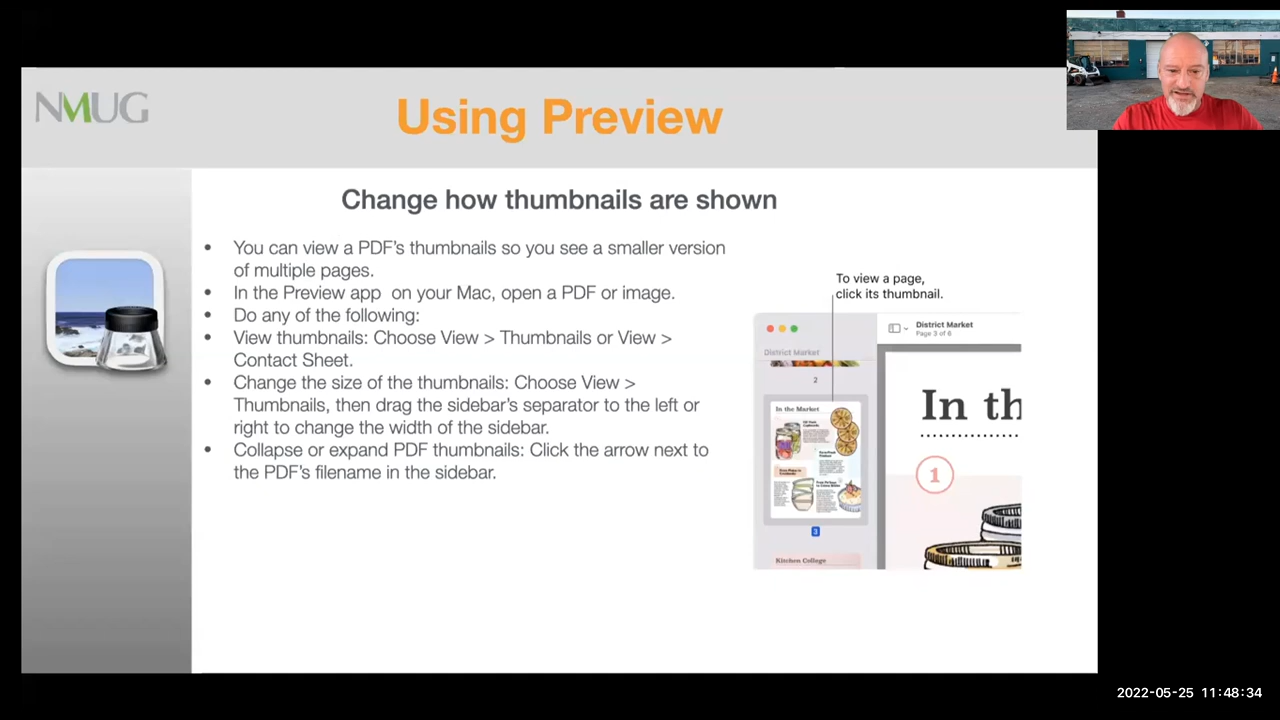 NMUG
Using Preview
Change how thumbnails are shown
• You can view a PDF's thumbnails so you see a smaller version
of multiple pages.
• In the Preview app  on your Mac, open a PDF or image.
• Do any of the following:
• View thumbnails: Choose View > Thumbnails or View >
Contact Sheet.
• Change the size of the thumbnails: Choose View >
Thumbnails, then drag the sidebar's separator to the left or
right to change the width of the sidebar.
• Collapse or expand PDF thumbnails: Click the arrow next to
the PDF's filename in the sidebar.
To view a page,
click its thumbnail.
District Market
Page 3 of 6
District Market
2
In the Market
3
Kitchen College
In th
1
2022-05-25 11:48:34